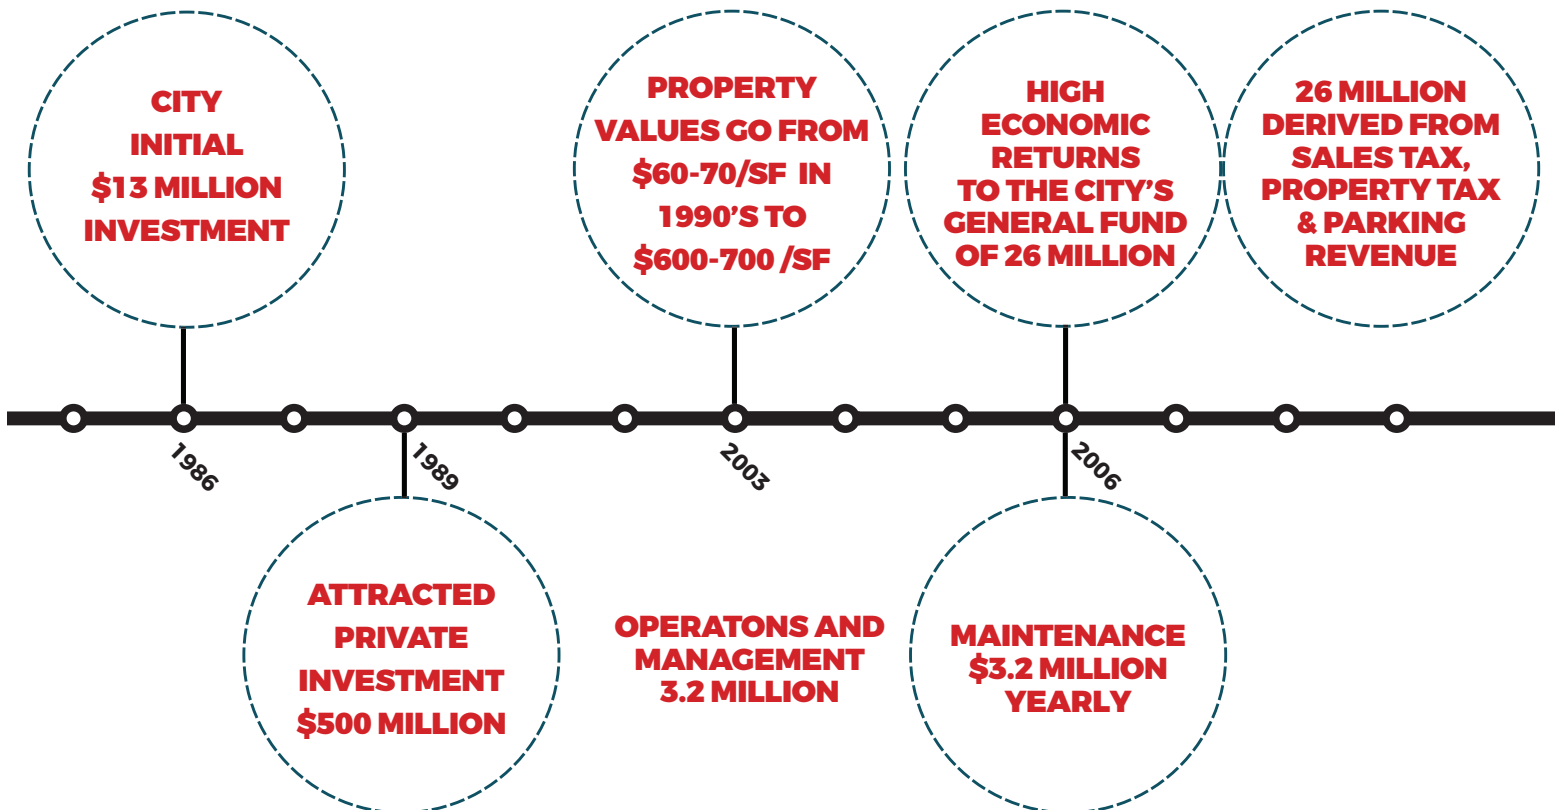 CITY
INITIAL
$13 MILLION
INVESTMENT
PROPERTY
VALUES GO FROM
$60-70/SF IN
1990'S TO
$600-700 /SF
HIGH
ECONOMIC
RETURNS
TO THE CITY'S
GENERAL FUND
OF 26 MILLION
26 MILLION
DERIVED FROM
SALES TAX,
PROPERTY TAX
& PARKING
REVENUE
1986
1989
2003
2006
ATTRACTED
PRIVATE
INVESTMENT
$500 MILLION
OPERATONS AND
MANAGEMENT
3.2 MILLION
MAINTENANCE
$3.2 MILLION
YEARLY